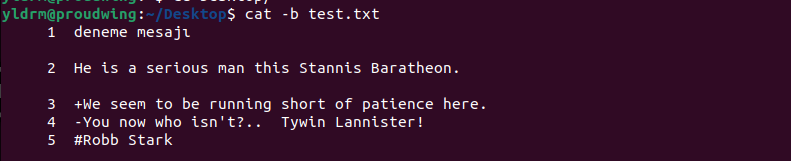 yldrm@proudwing:~/Desktop$ cat -b test.txt
1 deneme mesajı
2 He is a serious man this Stannis Baratheon.
3 +We seem to be running short of patience here.
4 -You now who isn't?.. Tywin Lannister!
5 #Robb Stark